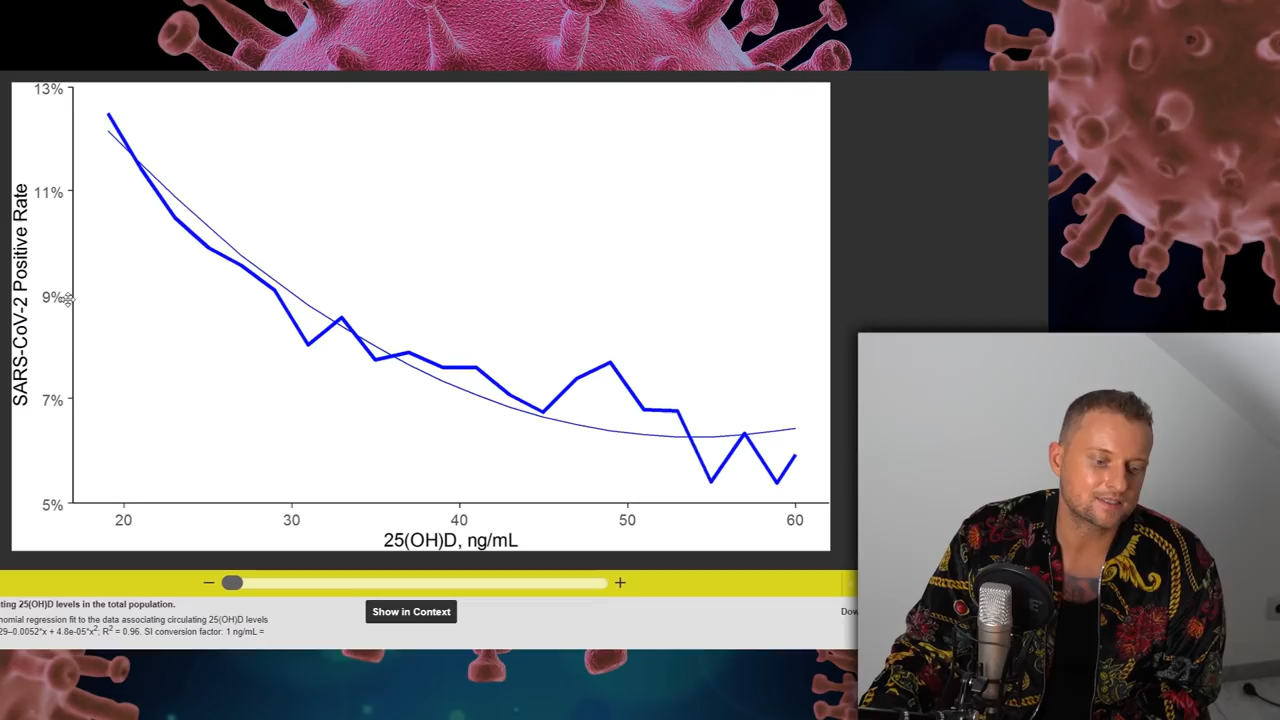 13%
11%
9%
7%
5%
SARS-CoV-2 Positive Rate
20 30 40 50 60
25(OH)D, ng/mL
− +
ting 25(OH)D levels in the total population.
Show in Context
Dow
nomial regression fit to the data associating circulating 25(OH)D levels
29–0.0052*x + 4.8e-05*x2; R2 = 0.96. SI conversion factor: 1 ng/mL =